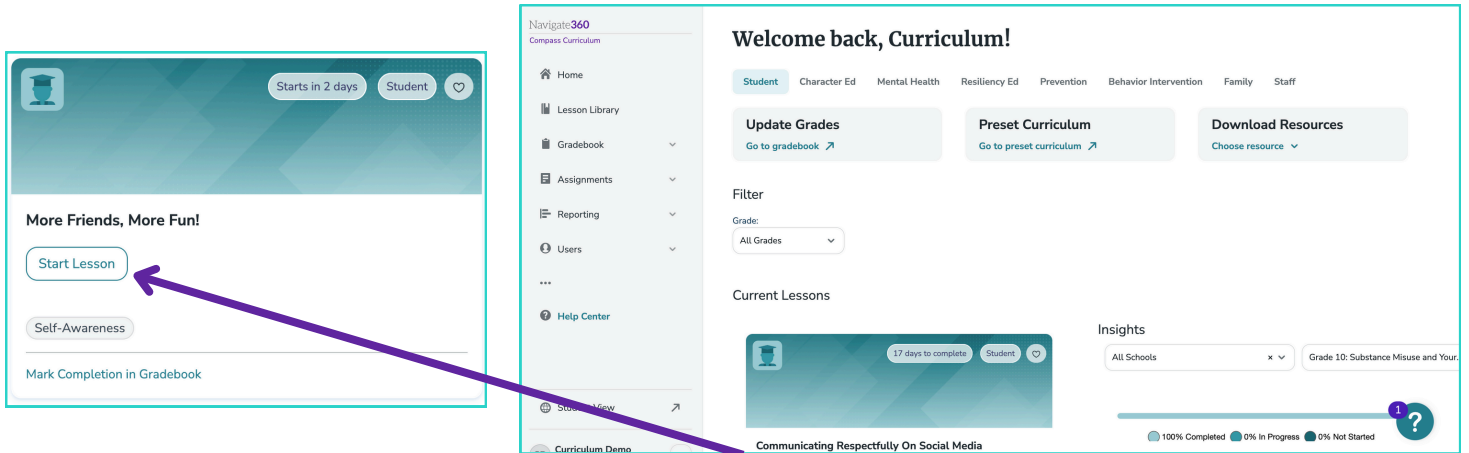 Starts in 2 days
Student
More Friends, More Fun!
Start Lesson
Self-Awareness
Mark Completion in Gradebook
Navigate360
Compass Curriculum
Home
Lesson Library
Gradebook
Assignments
Reporting
Users
...
Help Center
Student View
Curriculum Demo
Welcome back, Curriculum!
Student Character Ed Mental Health Resiliency Ed Prevention Behavior Intervention Family Staff
Update Grades
Go to gradebook
Preset Curriculum
Go to preset curriculum
Download Resources
Choose resource
Filter
Grade:
All Grades
Current Lessons
17 days to complete
Student
Communicating Respectfully On Social Media
Insights
All Schools ×
Grade 10: Substance Misuse and Your.
100% Completed 0% In Progress 0% Not Started
1
?